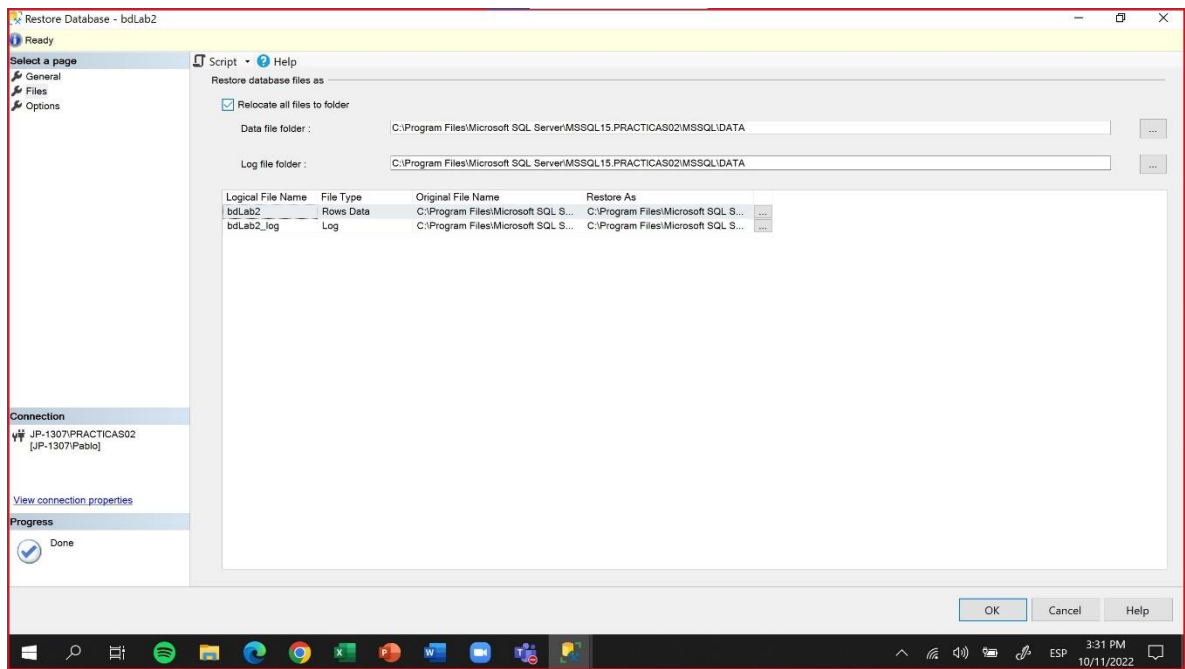 Restore Database - bdLab2
Ready
Select a page
General
Files
Options
Script Help
Restore database files as
Relocate all files to folder
Data file folder : C:\Program Files\Microsoft SQL Server\MSSQL15.PRACTICAS02\MSSQL\DATA ...
Log file folder : C:\Program Files\Microsoft SQL Server\MSSQL15.PRACTICAS02\MSSQL\DATA ...
Logical File Name File Type Original File Name Restore As
bdLab2 Rows Data C:\Program Files\Microsoft SQL S... C:\Program Files\Microsoft SQL S... ...
bdLab2_log Log C:\Program Files\Microsoft SQL S... C:\Program Files\Microsoft SQL S... ...
Connection
JP-1307\PRACTICAS02
[JP-1307\Pablo]
View connection properties
Progress
Done
OK Cancel Help
ESP
3:31 PM
10/11/2022